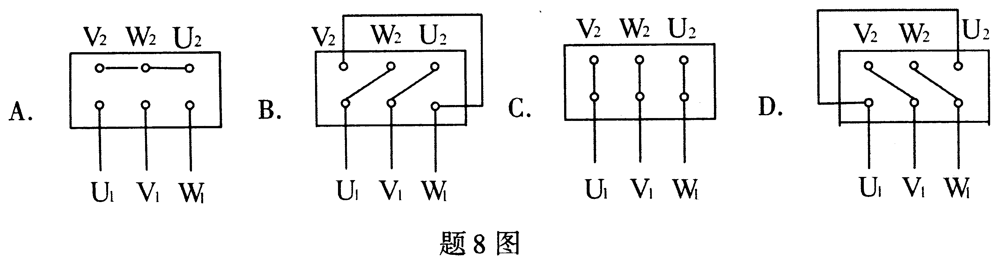 V2 W2 U2 V2 W2 U2 V2 W2 U2 V2 W2 U2
A. B. C. D.
U1 V1 W1 U1 V1 W1 U1 V1 W1 U1 V1 W1
题 8 图